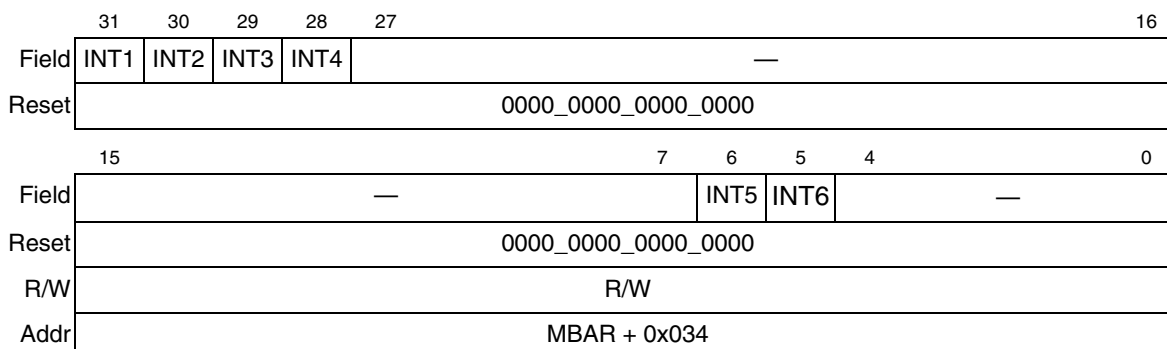 31 30 29 28 27 16
Field INT1 INT2 INT3 INT4 —
Reset 0000_0000_0000_0000
15 7 6 5 4 0
Field — INT5 INT6 —
Reset 0000_0000_0000_0000
R/W R/W
Addr MBAR + 0x034